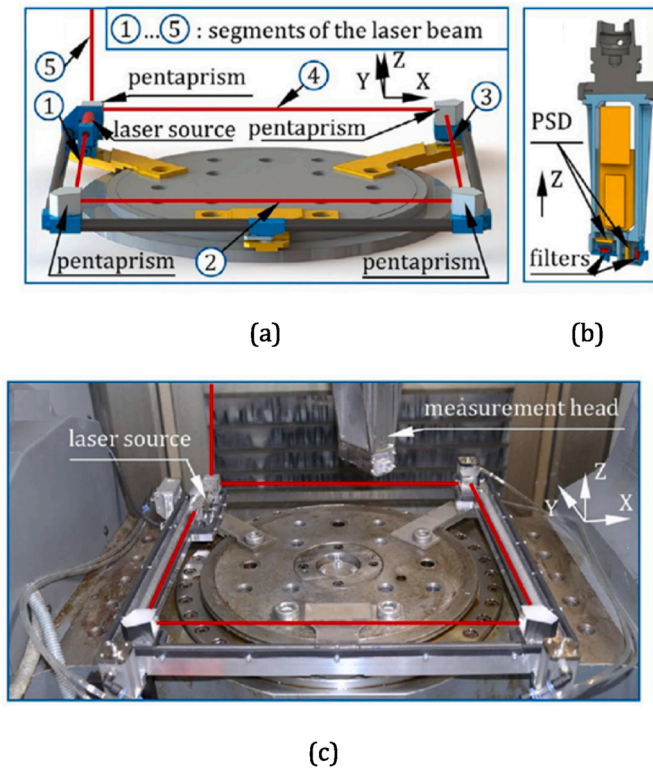 ① ...⑤ : segments of the laser beam
⑤
pentaprism
④
Z
Y
X
①
laser source
pentaprism
③
pentaprism
②
pentaprism
PSD
Z
filters
(a)
(b)
measurement head
laser source
Z
Y
X
(c)